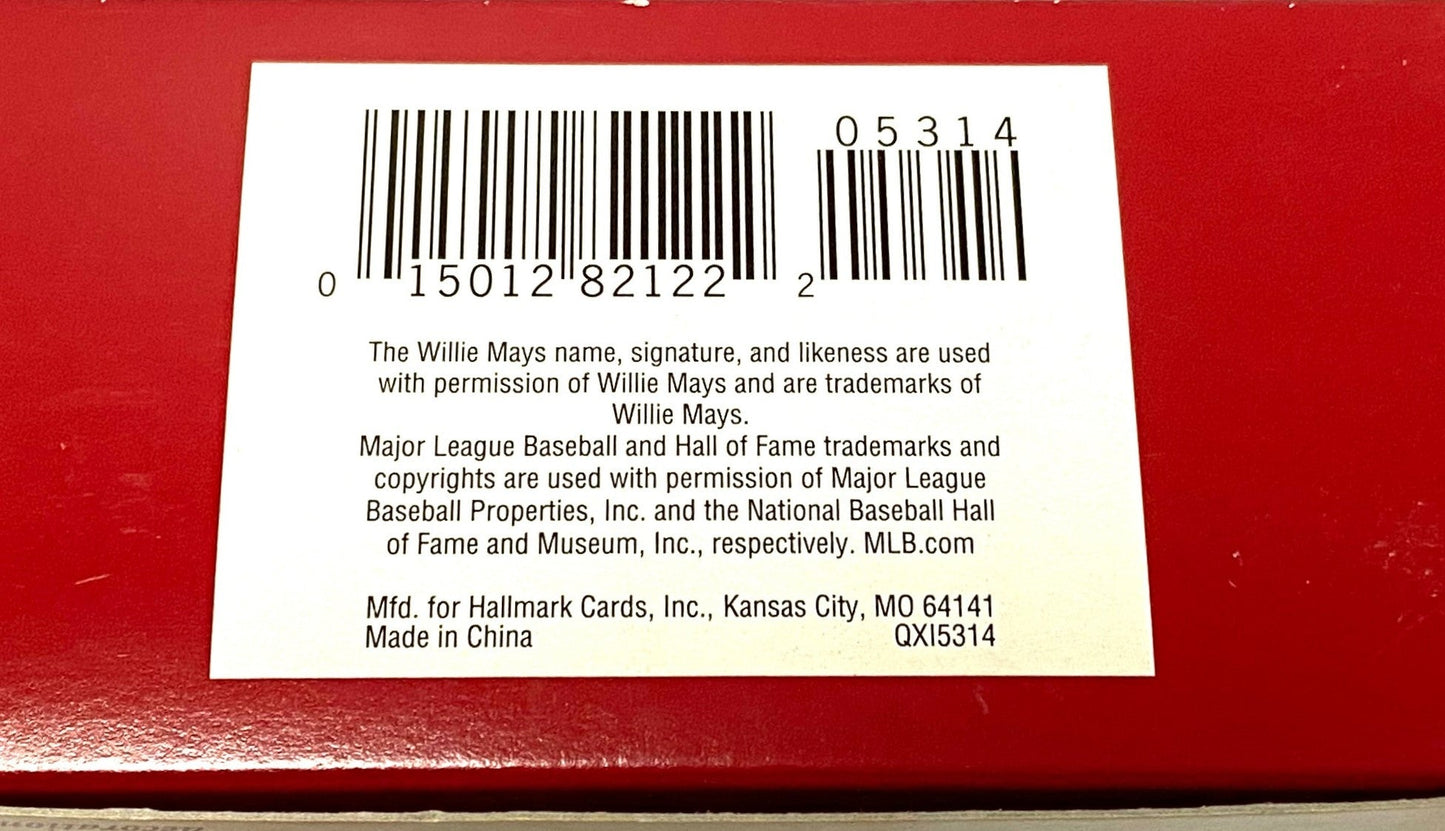 05314
0 15012 82122 2
The Willie Mays name, signature, and likeness are used
with permission of Willie Mays and are trademarks of
Willie Mays.
Major League Baseball and Hall of Fame trademarks and
copyrights are used with permission of Major League
Baseball Properties, Inc. and the National Baseball Hall
of Fame and Museum, Inc., respectively. MLB.com
Mfd. for Hallmark Cards, Inc., Kansas City, MO 64141
Made in China QXI5314